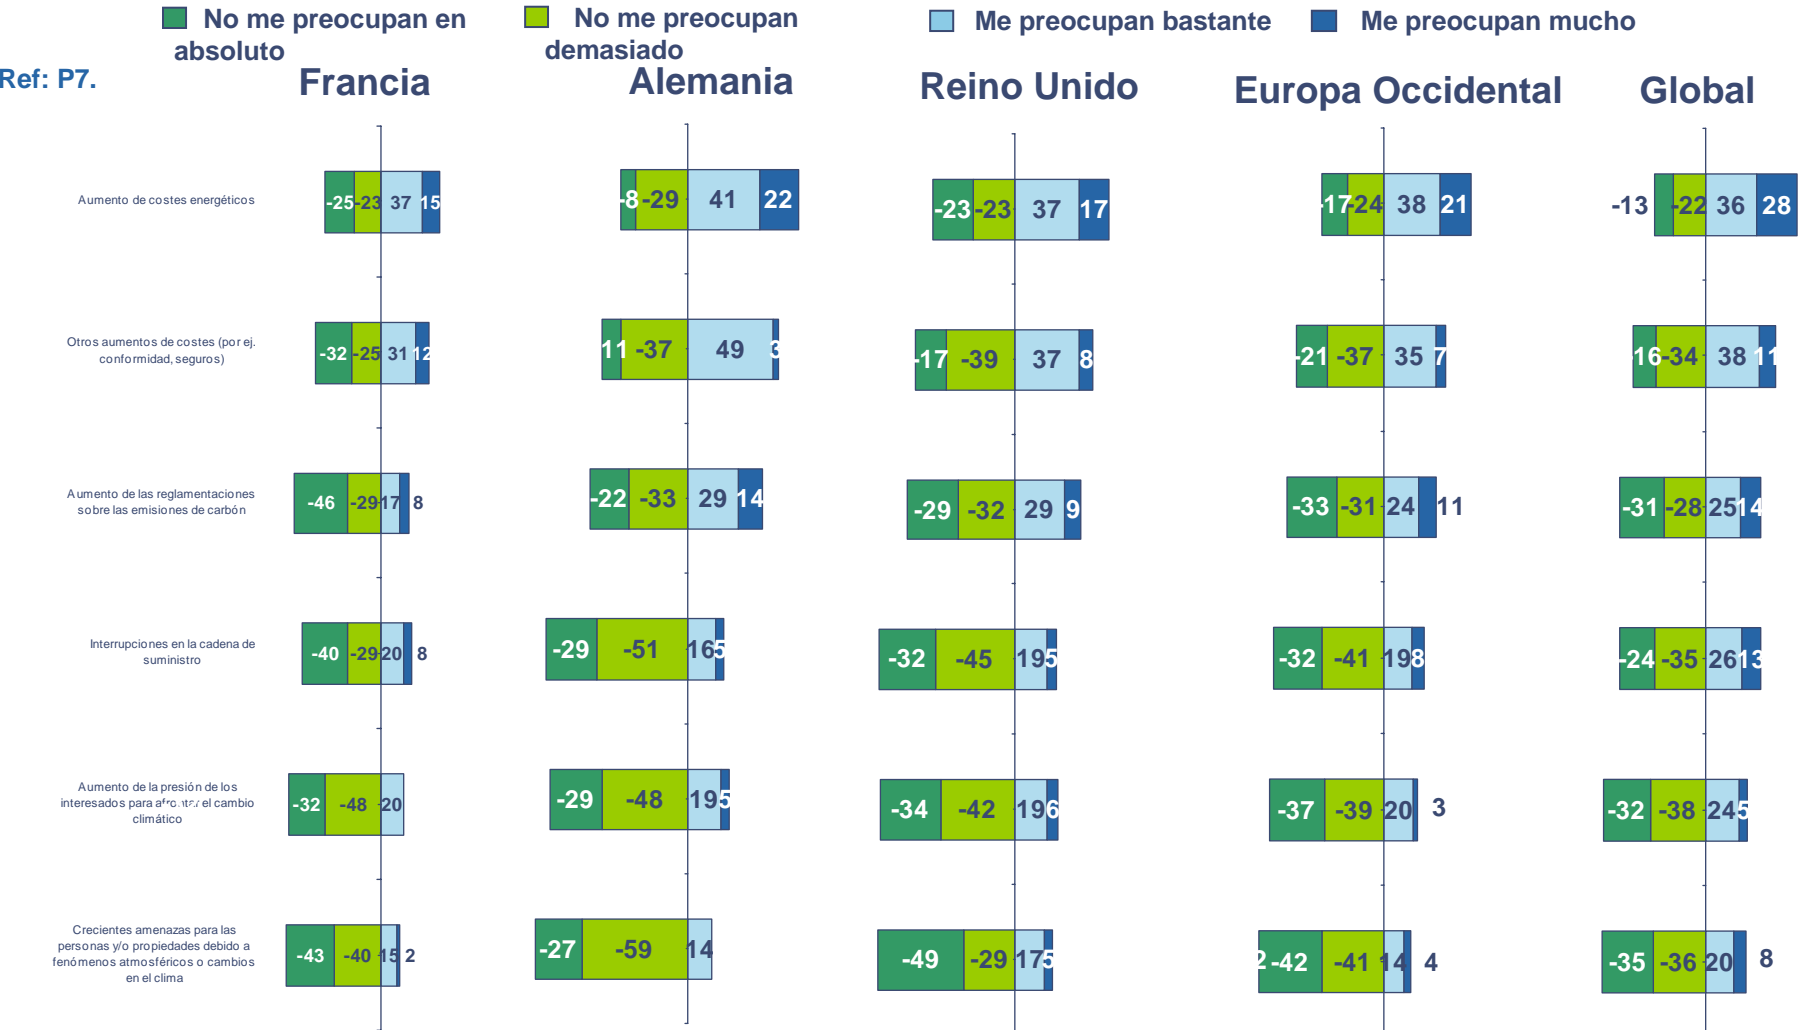 No me preocupan en absoluto
No me preocupan demasiado
Me preocupan bastante
Me preocupan mucho
Ref: P7.
Francia
Alemania
Reino Unido
Europa Occidental
Global
Aumento de costes energéticos
-25 -23 37 15
-8 -29 41 22
-23 -23 37 17
-17 -24 38 21
-13 -22 36 28
Otros aumentos de costes (por ej.
conformidad, seguros)
-32 -25 31 12
11 -37 49 3
-17 -39 37 8
-21 -37 35 7
-16 -34 38 11
Aumento de las reglamentaciones
sobre las emisiones de carbón
-46 -29 17 8
-22 -33 29 14
-29 -32 29 9
-33 -31 24 11
-31 -28 25 14
Interrupciones en la cadena de
suministro
-40 -29 20 8
-29 -51 16 5
-32 -45 19 5
-32 -41 19 8
-24 -35 26 13
Aumento de la presión de los
interesados para afrontar el cambio
climático
-32 -48 20
-29 -48 19 5
-34 -42 19 6
-37 -39 20 3
-32 -38 24 5
Crecientes amenazas para las
personas y/o propiedades debido a
fenómenos atmosféricos o cambios
en el clima
-43 -40 15 2
-27 -59 14
-49 -29 17 5
2 -42 -41 14 4
-35 -36 20 8